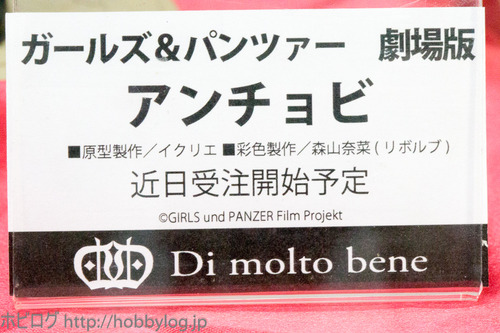 ガールズ&パンツァー　劇場版
アンチョビ
■原型製作／イクリエ ■彩色製作／森山奈菜(リボルブ)
近日受注開始予定
©GIRLS und PANZER Film Projekt
Di molto bene
ホビログ http://hobbylog.jp